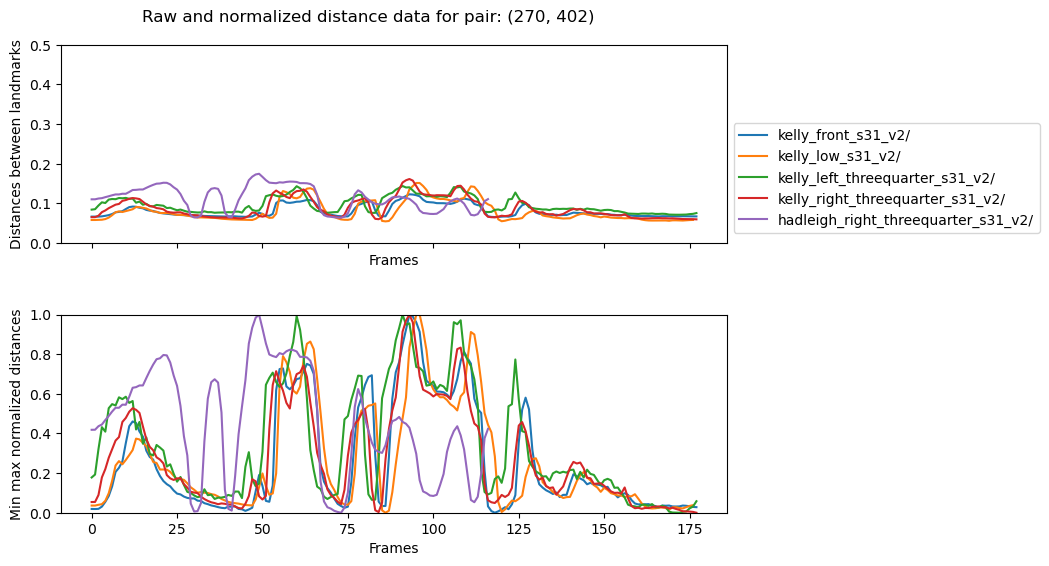 Raw and normalized distance data for pair: (270, 402)
Distances between landmarks
0.5
0.4
0.3
0.2
0.1
0.0
Frames
kelly_front_s31_v2/
kelly_low_s31_v2/
kelly_left_threequarter_s31_v2/
kelly_right_threequarter_s31_v2/
hadleigh_right_threequarter_s31_v2/
Min max normalized distances
1.0
0.8
0.6
0.4
0.2
0.0
0 25 50 75 100 125 150 175
Frames